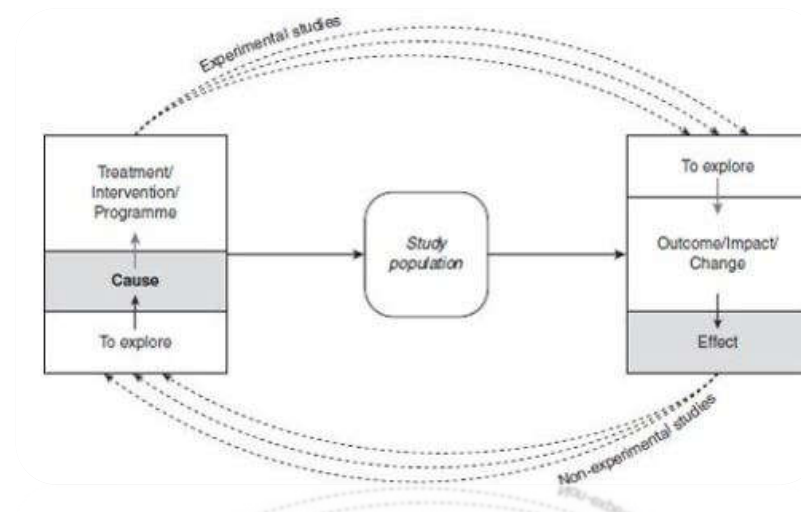 Experimental studies
Treatment/
Intervention/
Programme
Cause
To explore
Study
population
To explore
Outcome/Impact/
Change
Effect
Non-experimental studies